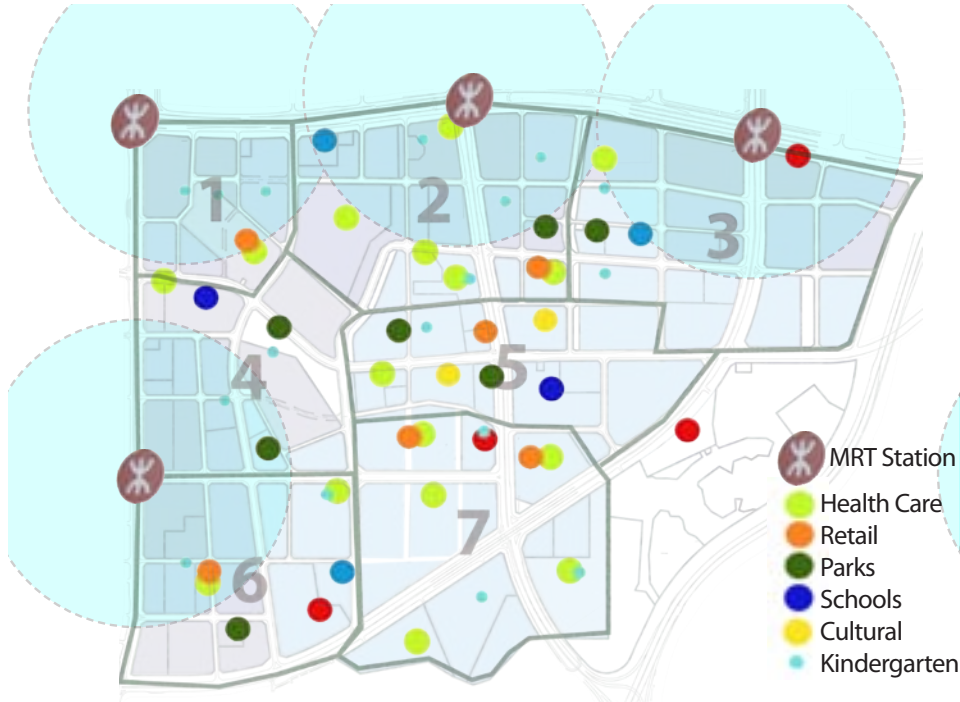 1
2
3
4
5
6
7
MRT Station
Health Care
Retail
Parks
Schools
Cultural
Kindergarten